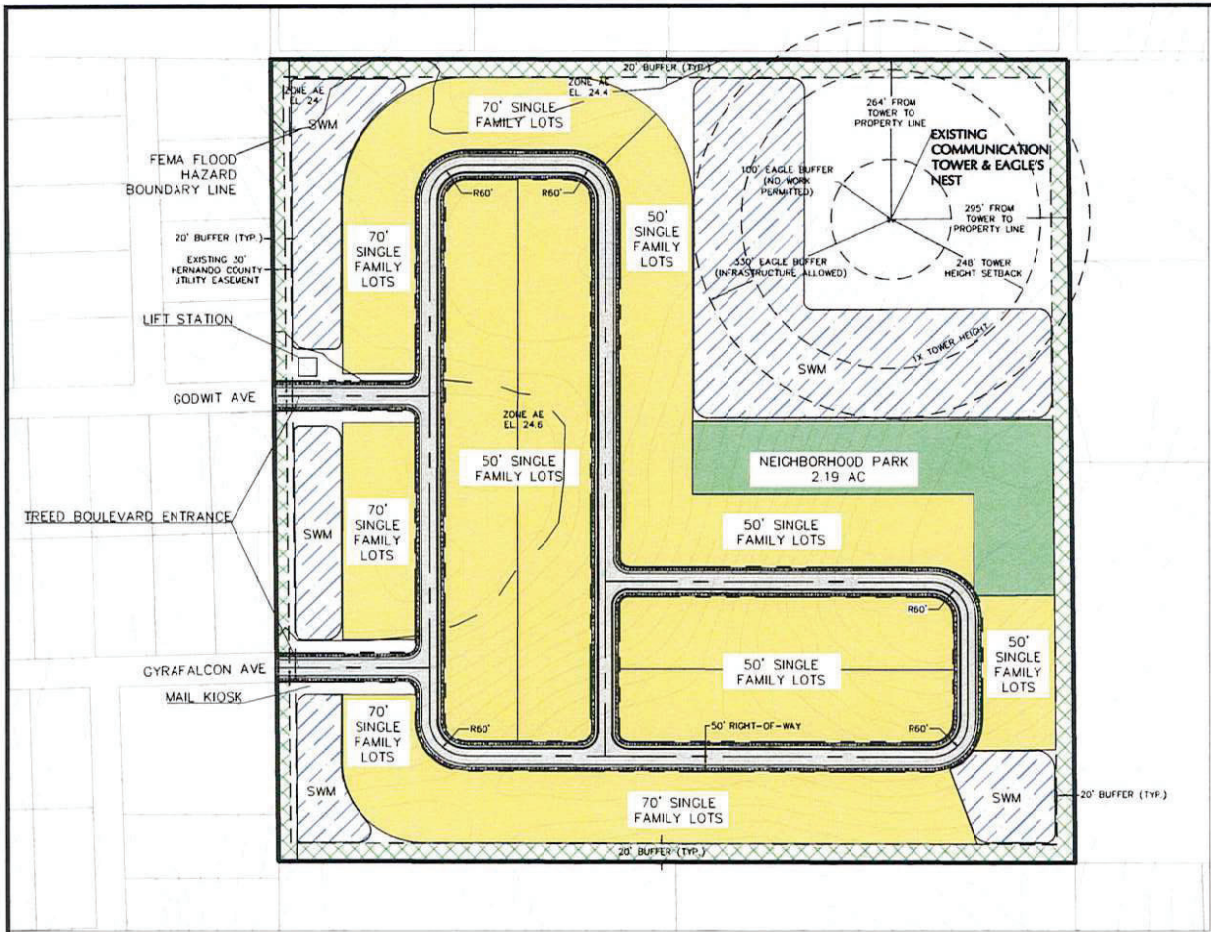 20' BUFFER (TYP.)
ZONE AE
EL. 24
ZONE AE
EL. 24.4
70' SINGLE
FAMILY LOTS
SWM
FEMA FLOOD
HAZARD
BOUNDARY LINE
264' FROM
TOWER TO
PROPERTY LINE
EXISTING
COMMUNICATION
TOWER & EAGLE'S
NEST
100' EAGLE BUFFER
(NO WORK
PERMITTED)
R60'
R60'
295' FROM
TOWER TO
PROPERTY LINE
20' BUFFER (TYP.)
EXISTING 30'
HERNANDO COUNTY
UTILITY EASEMENT
70'
SINGLE
FAMILY
LOTS
50'
SINGLE
FAMILY
LOTS
330' EAGLE BUFFER
(INFRASTRUCTURE ALLOWED)
248' TOWER
HEIGHT SETBACK
LIFT STATION
1X TOWER HEIGHT
SWM
GODWIT AVE
ZONE AE
EL. 24.6
50' SINGLE
FAMILY LOTS
NEIGHBORHOOD PARK
2.19 AC
TREED BOULEVARD ENTRANCE
SWM
70'
SINGLE
FAMILY
LOTS
50' SINGLE
FAMILY LOTS
R60'
GYRAFALCON AVE
MAIL KIOSK
50' SINGLE
FAMILY LOTS
50'
SINGLE
FAMILY
LOTS
70'
SINGLE
FAMILY
LOTS
R60'
50' RIGHT-OF-WAY
R60'
SWM
70' SINGLE
FAMILY LOTS
SWM
20' BUFFER (TYP.)
20' BUFFER (TYP.)